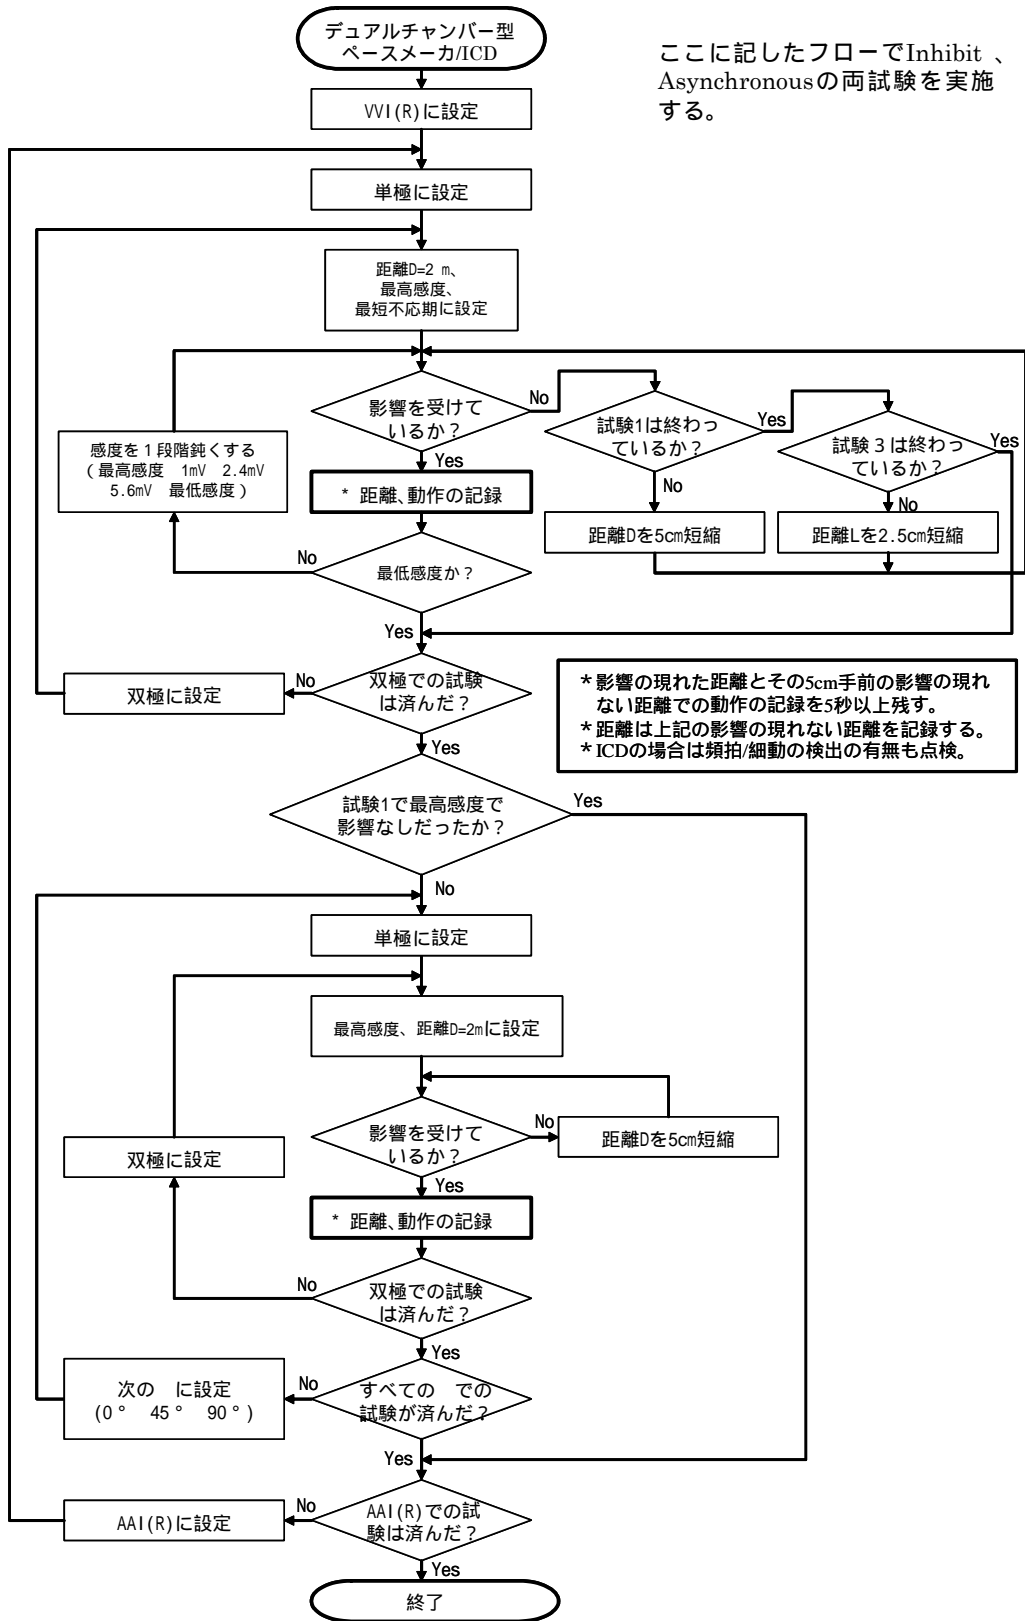 デュアルチャンバー型
ペースメーカ/ICD
ここに記したフローでInhibit 、
Asynchronousの両試験を実施
する。
VVI(R)に設定
単極に設定
距離D=2 m、
最高感度、
最短不応期に設定
影響を受けて
いるか？
No
Yes
試験1は終わっ
ているか？
Yes
No
試験３は終わっ
ているか？
Yes
No
感度を１段階鈍くする
（最高感度　1mV　2.4mV
5.6mV　最低感度）
* 距離､動作の記録
距離Dを5cm短縮
距離Lを2.5cm短縮
最低感度か？
No
Yes
双極での試験
は済んだ？
No
Yes
双極に設定
＊影響の現れた距離とその5cm手前の影響の現れ
ない距離での動作の記録を5秒以上残す。
＊距離は上記の影響の現れない距離を記録する。
＊ICDの場合は頻拍/細動の検出の有無も点検。
試験1で最高感度で
影響なしだったか？
Yes
No
単極に設定
最高感度、距離D=2mに設定
影響を受けて
いるか？
No
Yes
距離Dを5cm短縮
双極に設定
* 距離､動作の記録
双極での試験
は済んだ？
No
Yes
すべての　での
試験が済んだ？
No
Yes
次の　に設定
(0°　45°　90°)
AAI(R)での試
験は済んだ？
No
Yes
AAI(R)に設定
終了